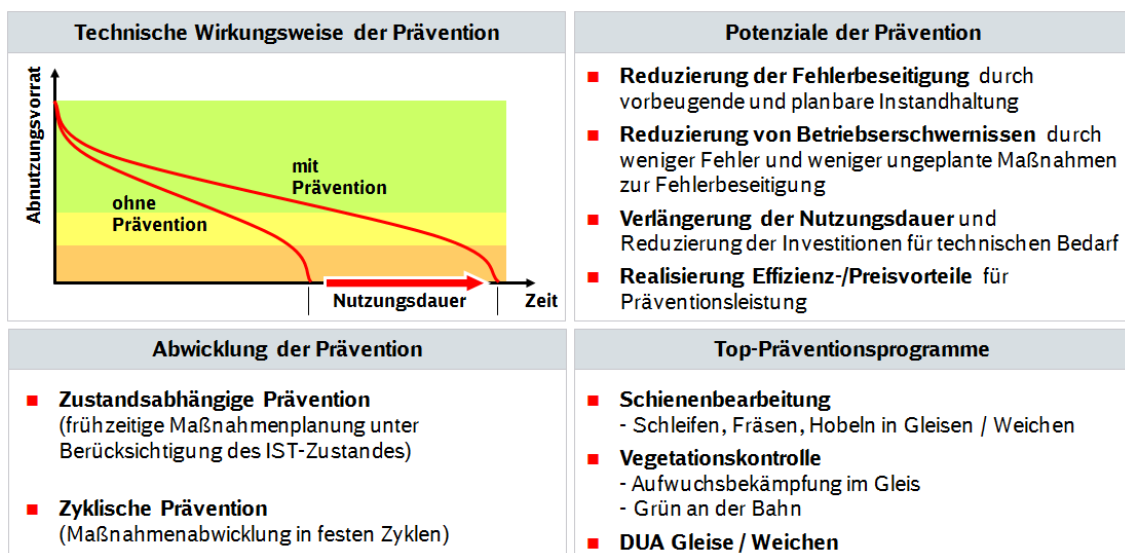 Technische Wirkungsweise der Prävention
Abnutzungsvorrat
mit
Prävention
ohne
Prävention
Nutzungsdauer
Zeit
Potenziale der Prävention
Reduzierung der Fehlerbeseitigung durch
vorbeugende und planbare Instandhaltung
Reduzierung von Betriebserschwernissen durch
weniger Fehler und weniger ungeplante Maßnahmen
zur Fehlerbeseitigung
Verlängerung der Nutzungsdauer und
Reduzierung der Investitionen für technischen Bedarf
Realisierung Effizienz-/Preisvorteile für
Präventionsleistung
Abwicklung der Prävention
Zustandsabhängige Prävention
(frühzeitige Maßnahmenplanung unter
Berücksichtigung des IST-Zustandes)
Zyklische Prävention
(Maßnahmenabwicklung in festen Zyklen)
Top-Präventionsprogramme
Schienenbearbeitung
- Schleifen, Fräsen, Hobeln in Gleisen / Weichen
Vegetationskontrolle
- Aufwuchsbekämpfung im Gleis
- Grün an der Bahn
DUA Gleise / Weichen